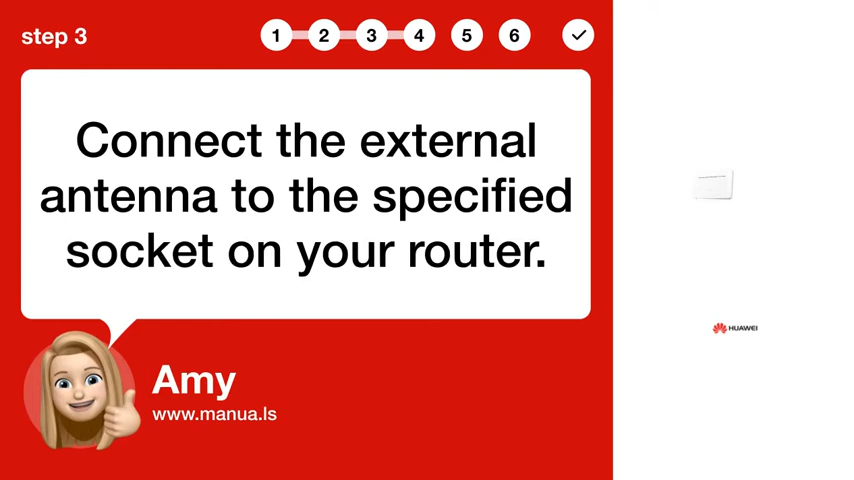 step 3
1 2 3 4 5 6
Connect the external
antenna to the specified
socket on your router.
Amy
www.manua.ls
HUAWEI